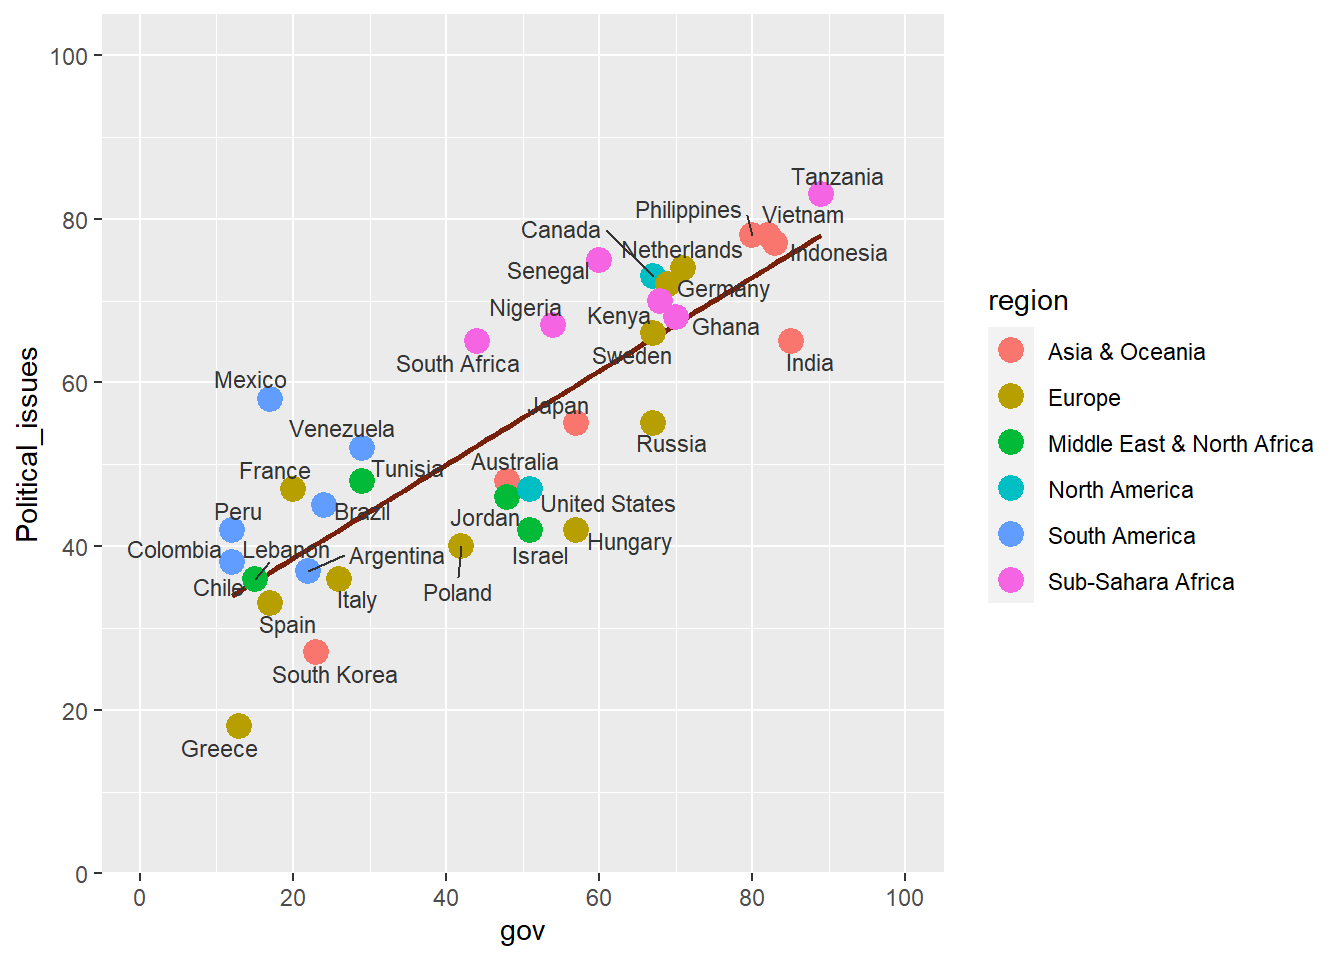 100
80
60
40
20
0
Political_issues
Tanzania
Philippines
Vietnam
Canada
Netherlands
Indonesia
Senegal
Germany
Nigeria
Kenya
Ghana
Sweden
South Africa
India
Mexico
Japan
Venezuela
Russia
Australia
France
Tunisia
United States
Peru
Brazil
Jordan
Hungary
Colombia
Lebanon
Argentina
Israel
Chile
Poland
Italy
Spain
South Korea
Greece
0
20
40
60
80
100
gov
region
Asia & Oceania
Europe
Middle East & North Africa
North America
South America
Sub-Sahara Africa